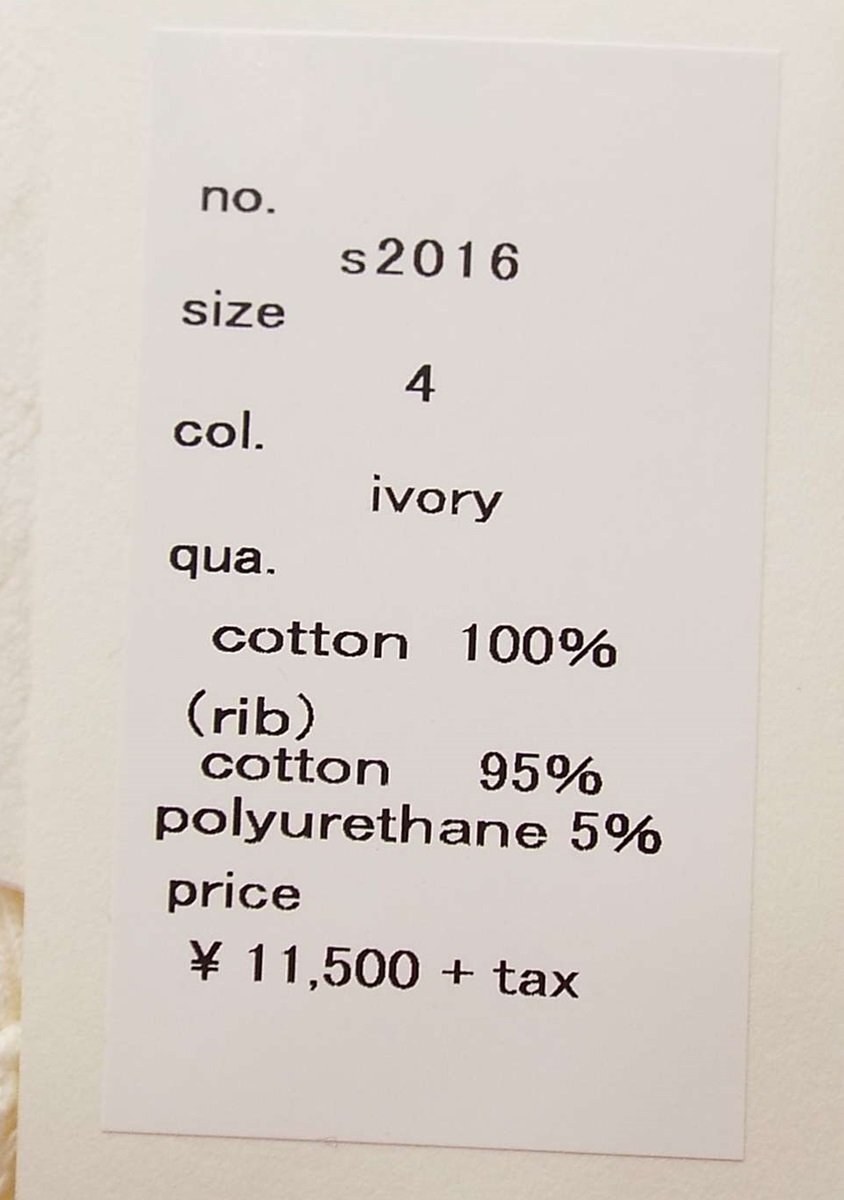 no.
s2016
size
4
col.
ivory
qua.
cotton 100%
(rib)
cotton 95%
polyurethane 5%
price
¥ 11,500 + tax